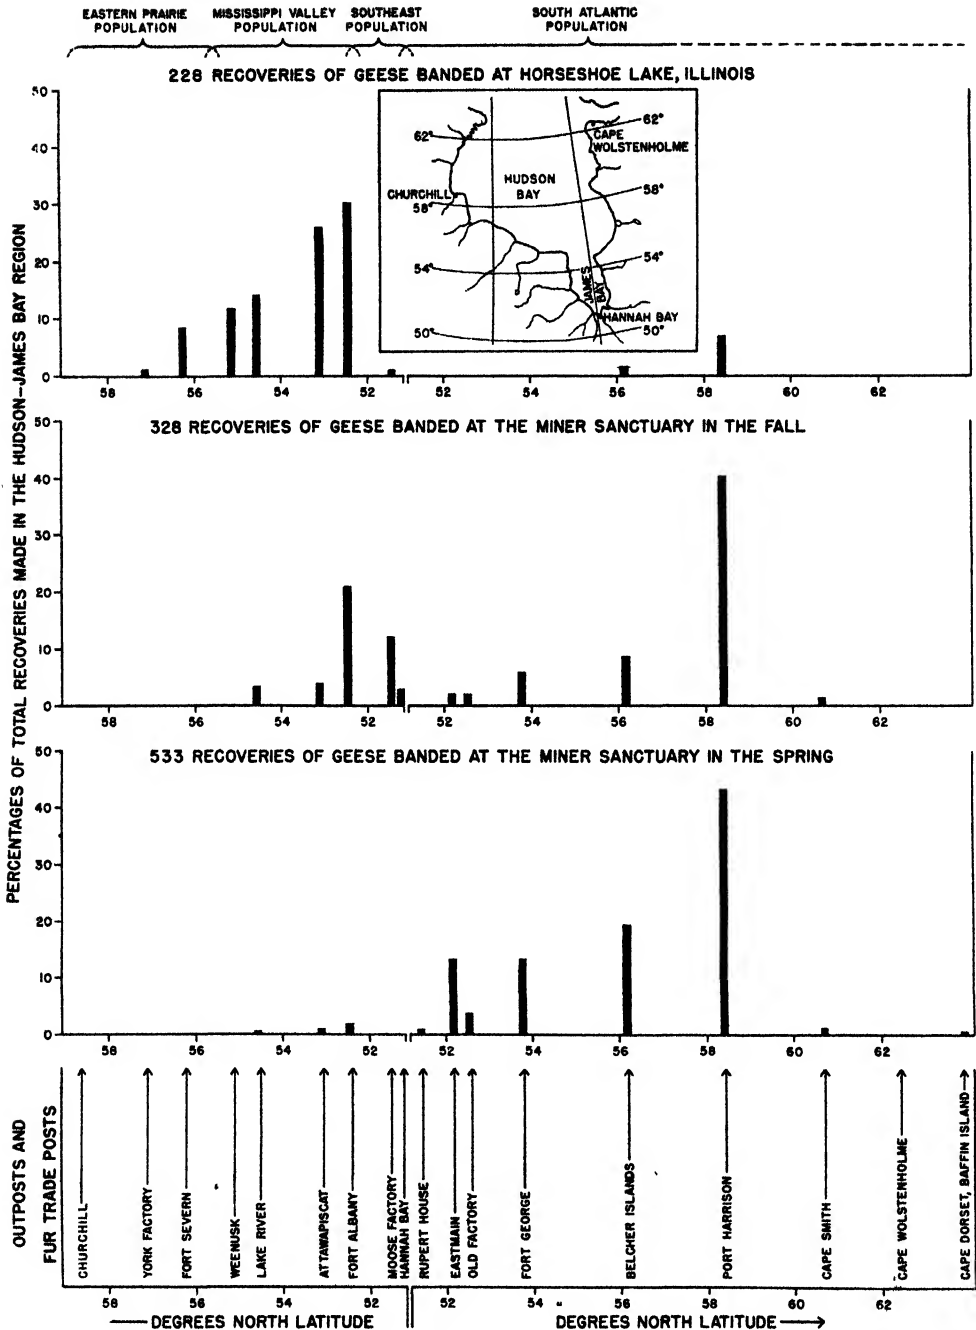 EASTERN PRAIRIE POPULATION
MISSISSIPPI VALLEY POPULATION
SOUTHEAST POPULATION
SOUTH ATLANTIC POPULATION
228 RECOVERIES OF GEESE BANDED AT HORSESHOE LAKE, ILLINOIS
PERCENTAGES OF TOTAL RECOVERIES MADE IN THE HUDSON–JAMES BAY REGION
50
40
30
20
10
0
62° 62°
CAPE
WOLSTENHOLME
CHURCHILL
HUDSON
BAY
58° 58°
54° 54°
JAMES
BAY
HANNAH BAY
50° 50°
58 56 54 52 52 54 56 58 60 62
328 RECOVERIES OF GEESE BANDED AT THE MINER SANCTUARY IN THE FALL
50
40
30
20
10
0
58 56 54 52 52 54 56 58 60 62
533 RECOVERIES OF GEESE BANDED AT THE MINER SANCTUARY IN THE SPRING
50
40
30
20
10
0
58 56 54 52 52 54 56 58 60 62
OUTPOSTS AND
FUR TRADE POSTS
CHURCHILL
YORK FACTORY
FORT SEVERN
WEENUSK
LAKE RIVER
ATTAWAPISCAT
FORT ALBANY
MOOSE FACTORY
HANNAH BAY
RUPERT HOUSE
EASTMAIN
OLD FACTORY
FORT GEORGE
BELCHER ISLANDS
PORT HARRISON
CAPE SMITH
CAPE WOLSTENHOLME
CAPE DORSET, BAFFIN ISLAND
58 56 54 52 52 54 56 58 60 62
DEGREES NORTH LATITUDE DEGREES NORTH LATITUDE